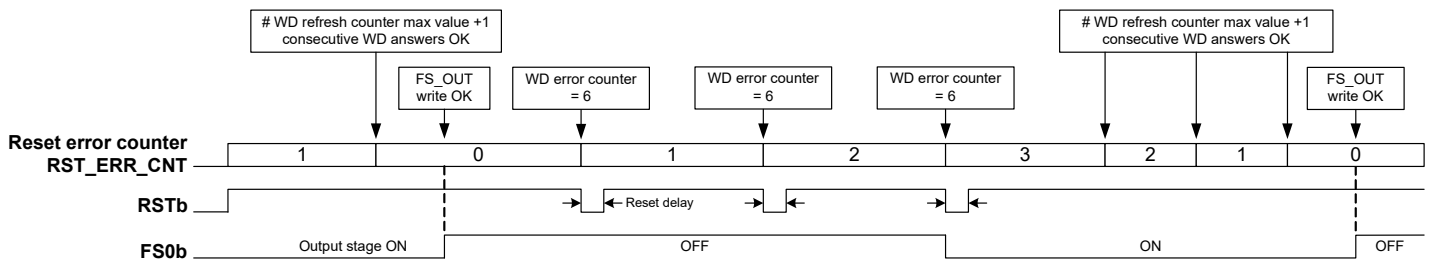 # WD refresh counter max value +1
consecutive WD answers OK
# WD refresh counter max value +1
consecutive WD answers OK
FS_OUT
write OK
WD error counter
= 6
WD error counter
= 6
WD error counter
= 6
FS_OUT
write OK
Reset error counter
RST_ERR_CNT
1 0 1 2 3 2 1 0
RSTb
Reset delay
FS0b
Output stage ON OFF ON OFF